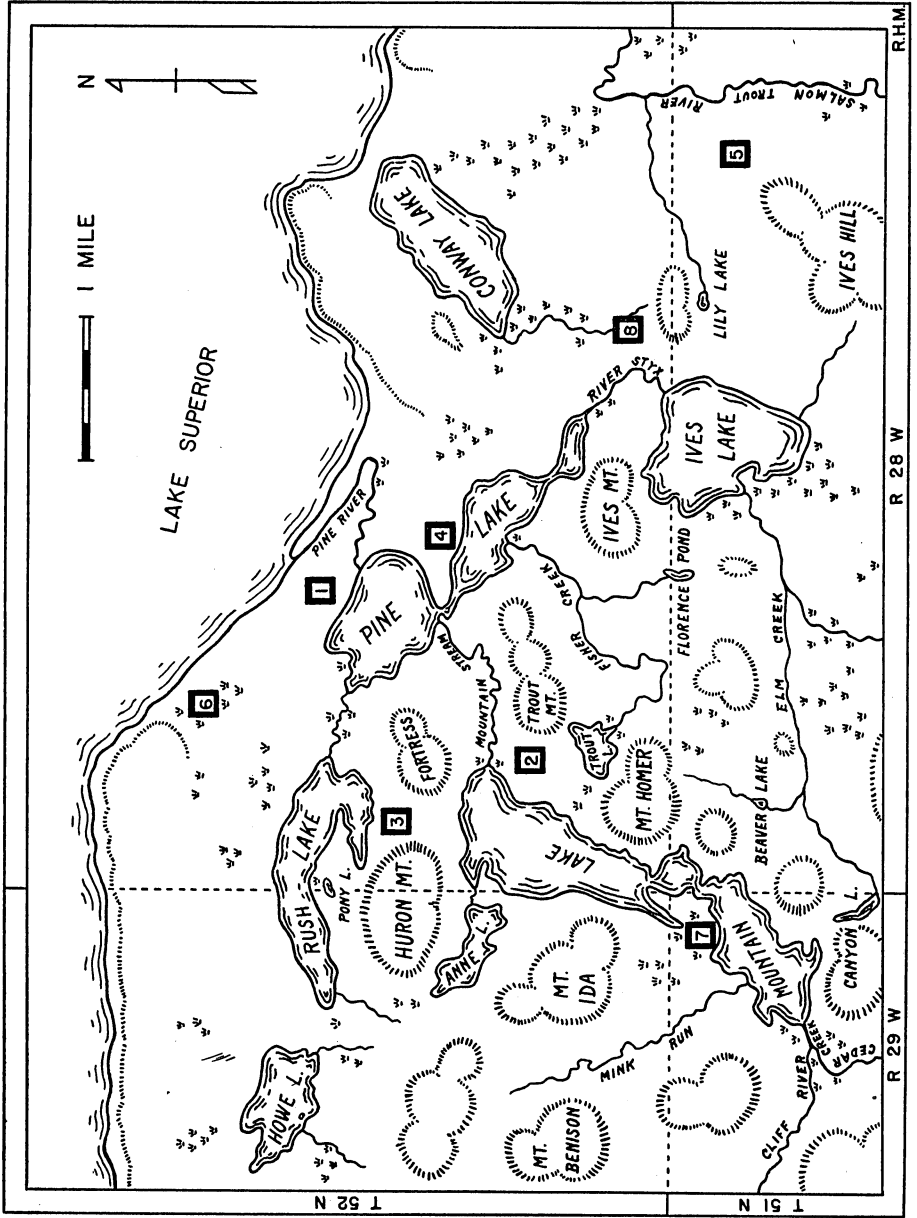 N
1 MILE
LAKE SUPERIOR
R.H.M.
CONWAY LAKE
PINE RIVER
6
1
4
8
5
RIVER STYX
SALMON TROUT RIVER
LILY LAKE
IVES HILL
HOWE L.
RUSH LAKE
PONY L.
3
FORTRESS
HURON MT.
PINE LAKE
MOUNTAIN STREAM
2
TROUT MT.
TROUT L.
FISHER CREEK
IVES MT.
IVES LAKE
FLORENCE POND
ANNE L.
MT. IDA
MT. HOMER
MT. BENISON
MINK RUN
7
MOUNTAIN LAKE
BEAVER LAKE
ELM CREEK
CANYON L.
CLIFF RIVER
CEDAR CREEK
T 52 N
T 51 N
R 29 W
R 28 W